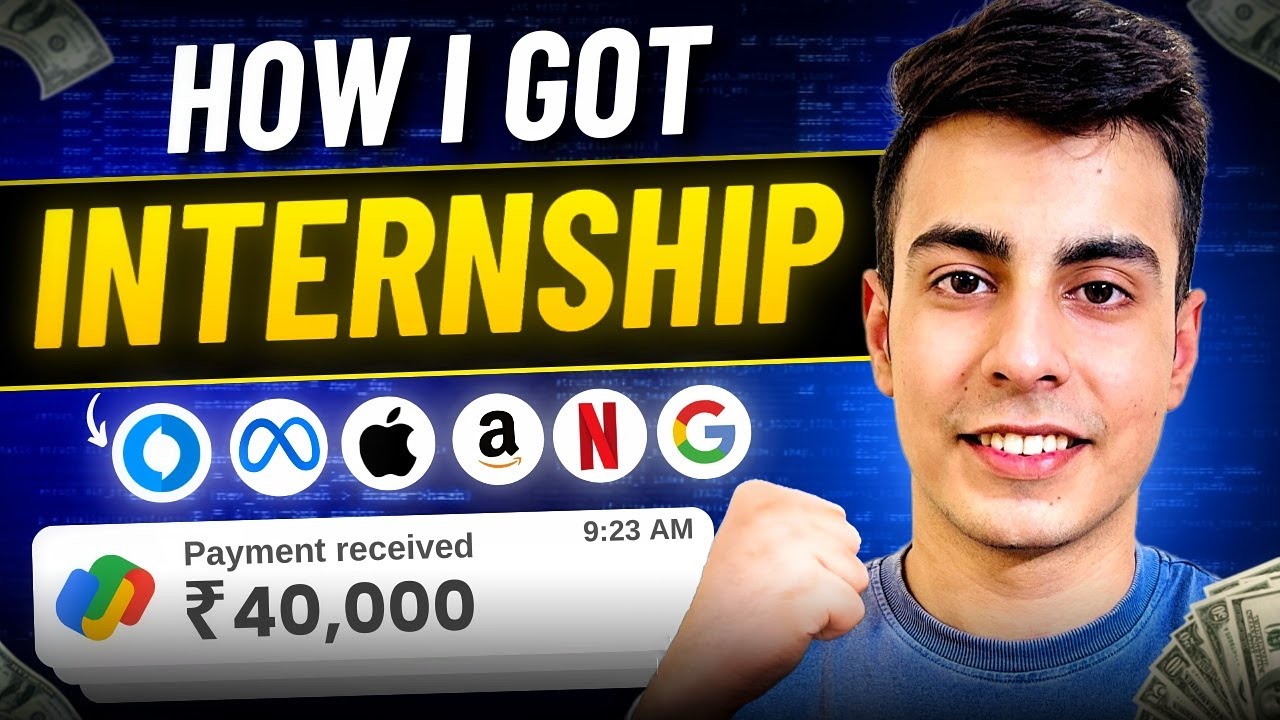 HOW I GOT
INTERNSHIP
Payment received
9:23 AM
₹40,000